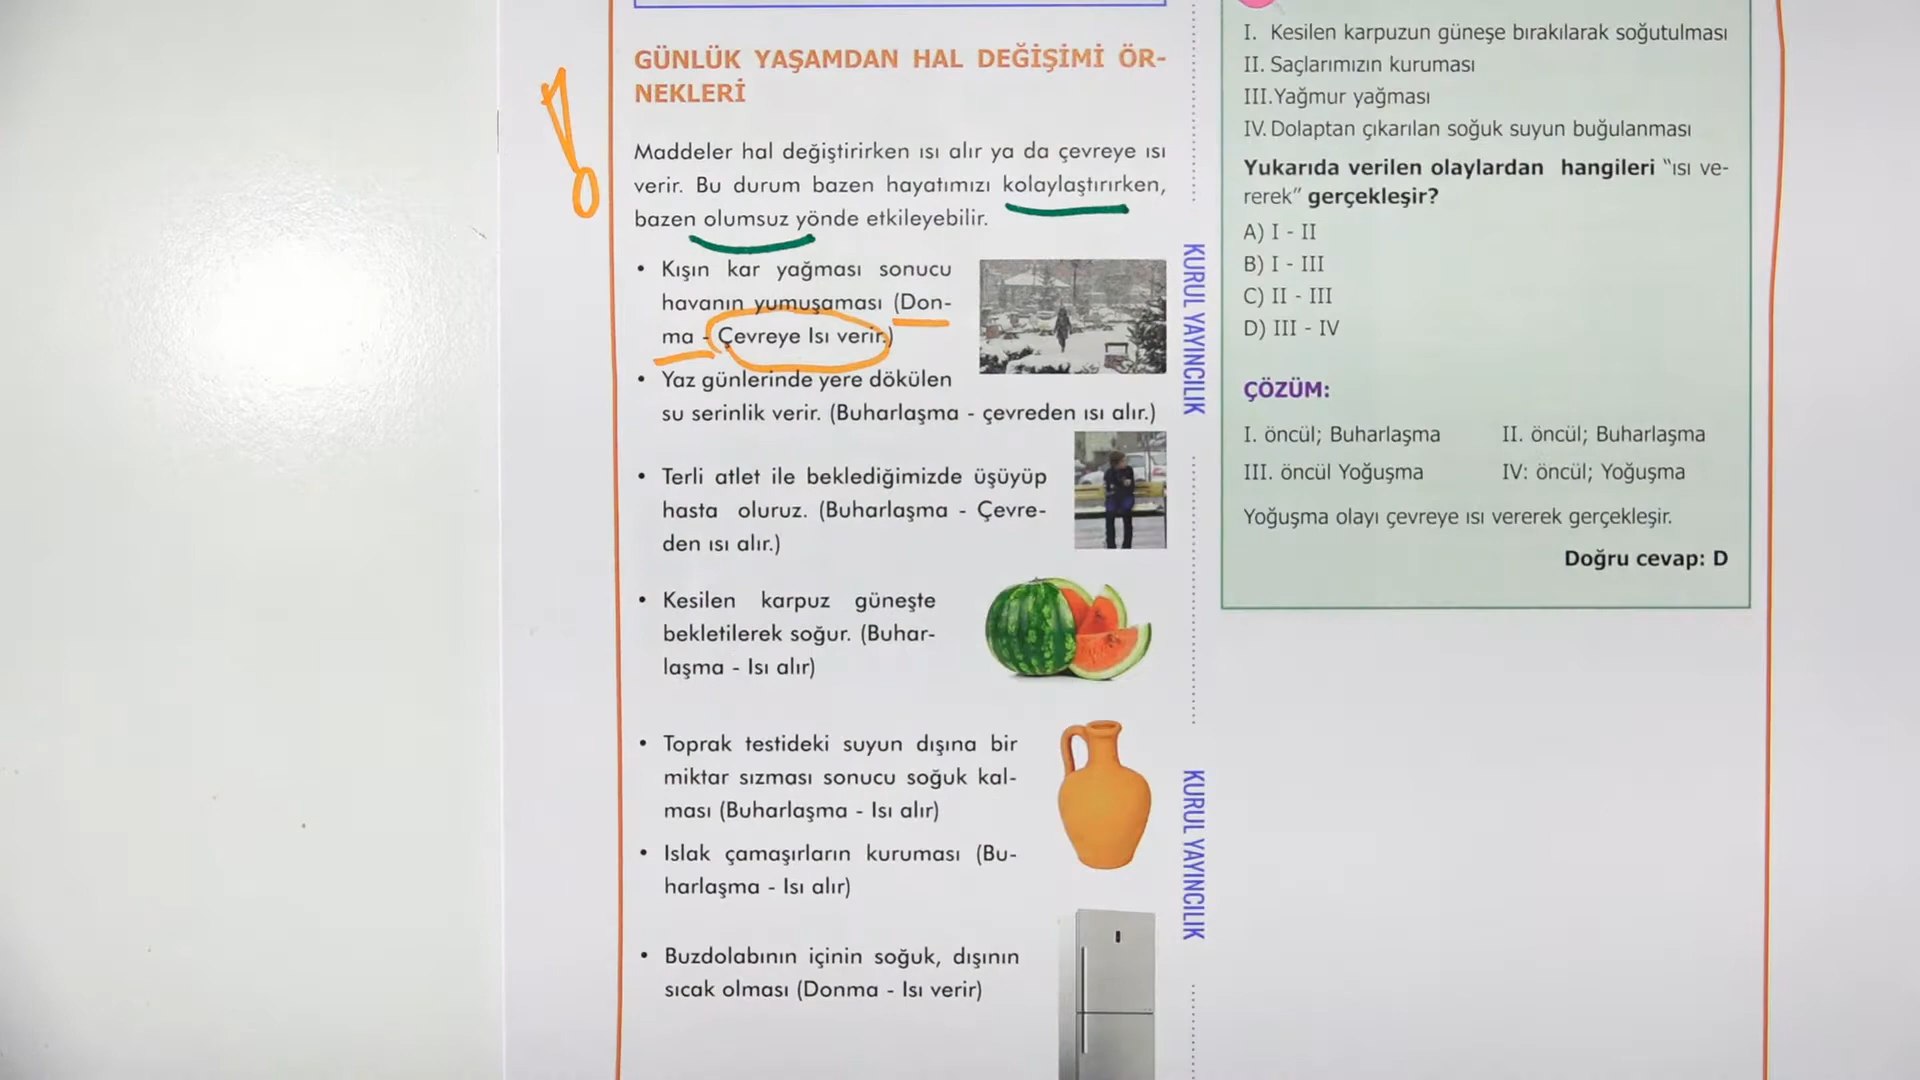 GÜNLÜK YAŞAMDAN HAL DEĞİŞİMİ ÖR-
NEKLERİ
Maddeler hal değiştirirken ısı alır ya da çevreye ısı
verir. Bu durum bazen hayatımızı kolaylaştırırken,
bazen olumsuz yönde etkileyebilir.
• Kışın kar yağması sonucu
havanın yumuşaması (Don-
ma - Çevreye Isı verir.)
• Yaz günlerinde yere dökülen
su serinlik verir. (Buharlaşma - çevreden ısı alır.)
• Terli atlet ile beklediğimizde üşüyüp
hasta oluruz. (Buharlaşma - Çevre-
den ısı alır.)
• Kesilen karpuz güneşte
bekletilerek soğur. (Buhar-
laşma - Isı alır)
• Toprak testideki suyun dışına bir
miktar sızması sonucu soğuk kal-
ması (Buharlaşma - Isı alır)
• Islak çamaşırların kuruması (Bu-
harlaşma - Isı alır)
• Buzdolabının içinin soğuk, dışının
sıcak olması (Donma - Isı verir)
KURUL YAYINCILIK
KURUL YAYINCILIK
I. Kesilen karpuzun güneşe bırakılarak soğutulması
II. Saçlarımızın kuruması
III.Yağmur yağması
IV. Dolaptan çıkarılan soğuk suyun buğulanması
Yukarıda verilen olaylardan hangileri "ısı ve-
rerek" gerçekleşir?
A) I - II
B) I - III
C) II - III
D) III - IV
ÇÖZÜM:
I. öncül; Buharlaşma II. öncül; Buharlaşma
III. öncül Yoğuşma IV: öncül; Yoğuşma
Yoğuşma olayı çevreye ısı vererek gerçekleşir.
Doğru cevap: D